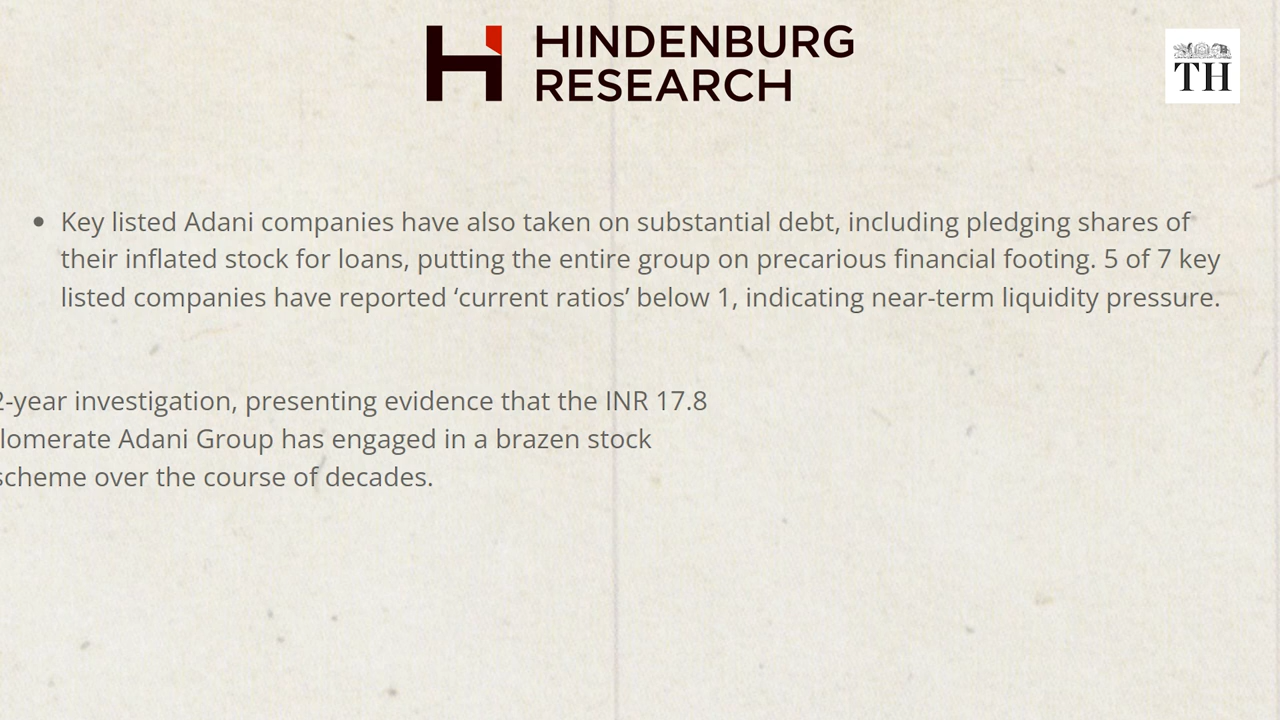 HINDENBURG
RESEARCH
TH
Key listed Adani companies have also taken on substantial debt, including pledging shares of
their inflated stock for loans, putting the entire group on precarious financial footing. 5 of 7 key
listed companies have reported ‘current ratios’ below 1, indicating near-term liquidity pressure.
2-year investigation, presenting evidence that the INR 17.8
lomerate Adani Group has engaged in a brazen stock
scheme over the course of decades.